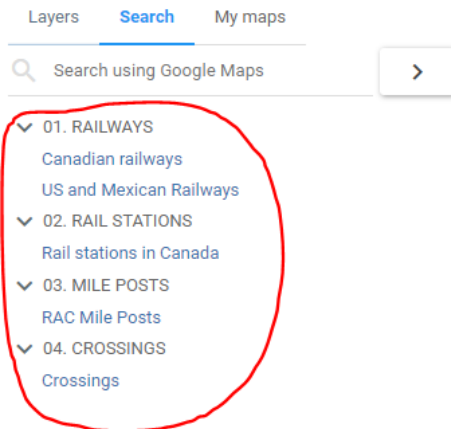 Layers Search My maps
Search using Google Maps
01. RAILWAYS
Canadian railways
US and Mexican Railways
02. RAIL STATIONS
Rail stations in Canada
03. MILE POSTS
RAC Mile Posts
04. CROSSINGS
Crossings